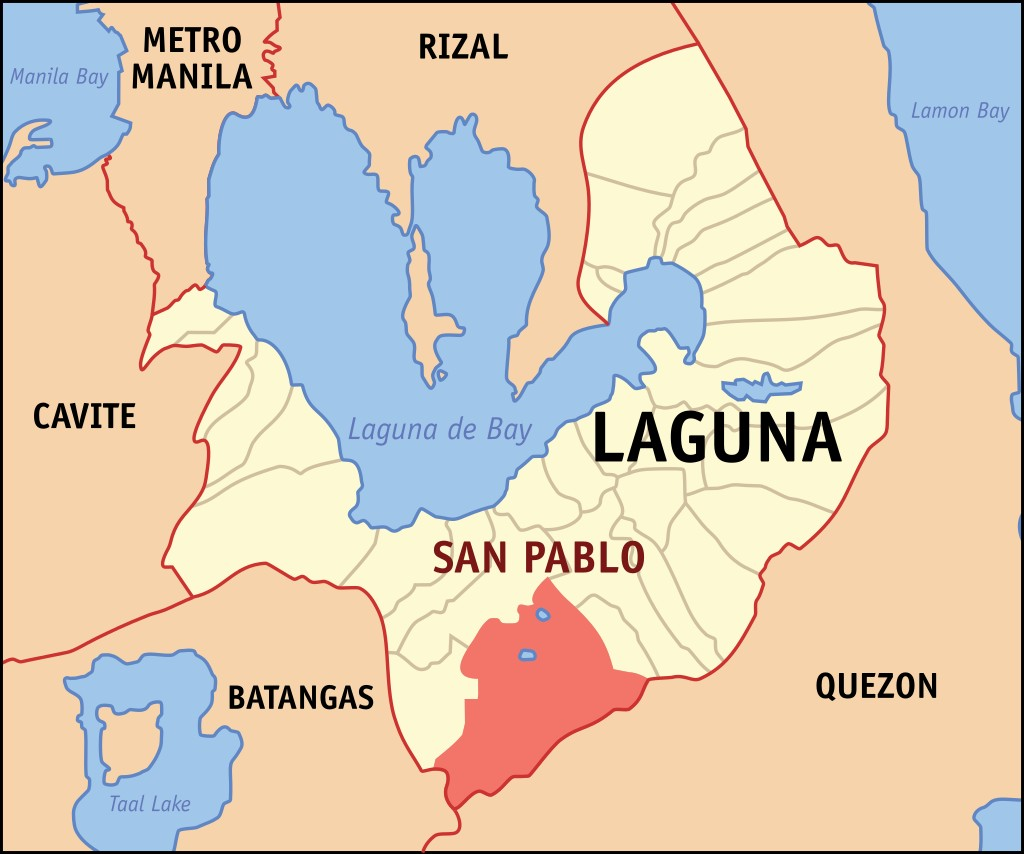 METRO
MANILA
RIZAL
Manila Bay
Lamon Bay
CAVITE
Laguna de Bay
LAGUNA
SAN PABLO
BATANGAS
QUEZON
Taal Lake